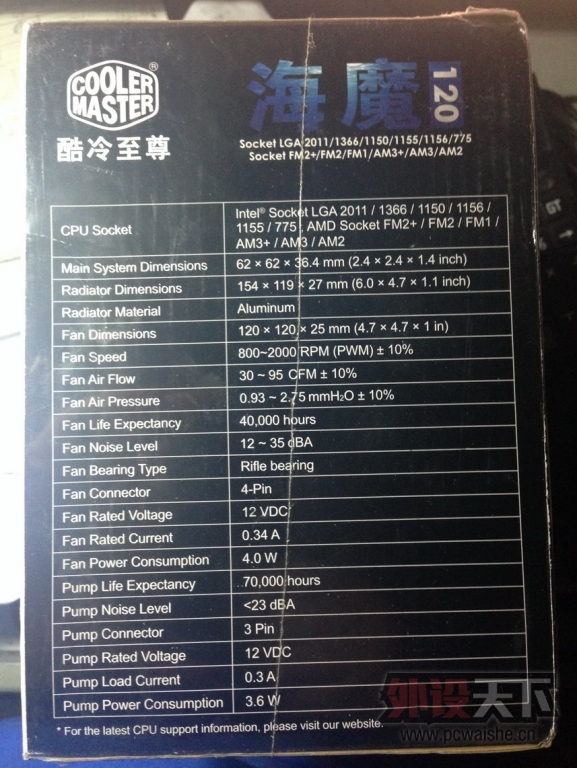 COOLER
MASTER®
酷冷至尊
海魔120
Socket LGA 2011/1366/1150/1155/1156/775
Socket FM2+/FM2/FM1/AM3+/AM3/AM2
CPU Socket
Intel® Socket LGA 2011 / 1366 / 1150 / 1156 /
1155 / 775 ; AMD Socket FM2+ / FM2 / FM1 /
AM3+ / AM3 / AM2
Main System Dimensions 62 × 62 × 36.4 mm (2.4 × 2.4 × 1.4 inch)
Radiator Dimensions 154 × 119 × 27 mm (6.0 × 4.7 × 1.1 inch)
Radiator Material Aluminum
Fan Dimensions 120 × 120 × 25 mm (4.7 × 4.7 × 1 in)
Fan Speed 800~2000 RPM (PWM) ± 10%
Fan Air Flow 30 ~ 95 CFM ± 10%
Fan Air Pressure 0.93 ~ 2.75 mmH₂O ± 10%
Fan Life Expectancy 40,000 hours
Fan Noise Level 12 ~ 35 dBA
Fan Bearing Type Rifle bearing
Fan Connector 4-Pin
Fan Rated Voltage 12 VDC
Fan Rated Current 0.34 A
Fan Power Consumption 4.0 W
Pump Life Expectancy 70,000 hours
Pump Noise Level <23 dBA
Pump Connector 3 Pin
Pump Rated Voltage 12 VDC
Pump Load Current 0.3 A
Pump Power Consumption 3.6 W
* For the latest CPU support information, please visit our website.
外设天下
www.pcwaishe.cn
GT